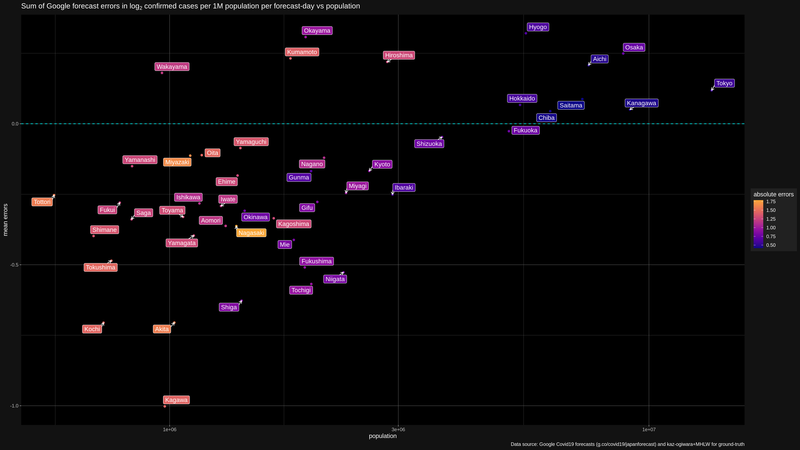 Sum of Google forecast errors in log₂ confirmed cases per 1M population per forecast-day vs population
Okayama
Hyogo
Kumamoto
Hiroshima
Osaka
Aichi
Wakayama
Tokyo
Hokkaido
Saitama
Kanagawa
Chiba
0.0
Fukuoka
Yamaguchi
Shizuoka
Oita
Yamanashi
Miyazaki
Nagano
Kyoto
Gunma
Ehime
Miyagi
Ibaraki
absolute errors
Tottori
Ishikawa
Iwate
1.75
1.50
1.25
1.00
0.75
0.50
Fukui
Saga
Toyama
Gifu
Okinawa
Aomori
Kagoshima
Shimane
Nagasaki
Yamagata
Mie
mean errors
-0.5
Tokushima
Fukushima
Niigata
Tochigi
Shiga
Kochi
Akita
Kagawa
-1.0
1e+06
3e+06
1e+07
population
Data source: Google Covid19 forecasts (g.co/covid19/japanforecast) and kaz-ogiwara+MHLW for ground-truth